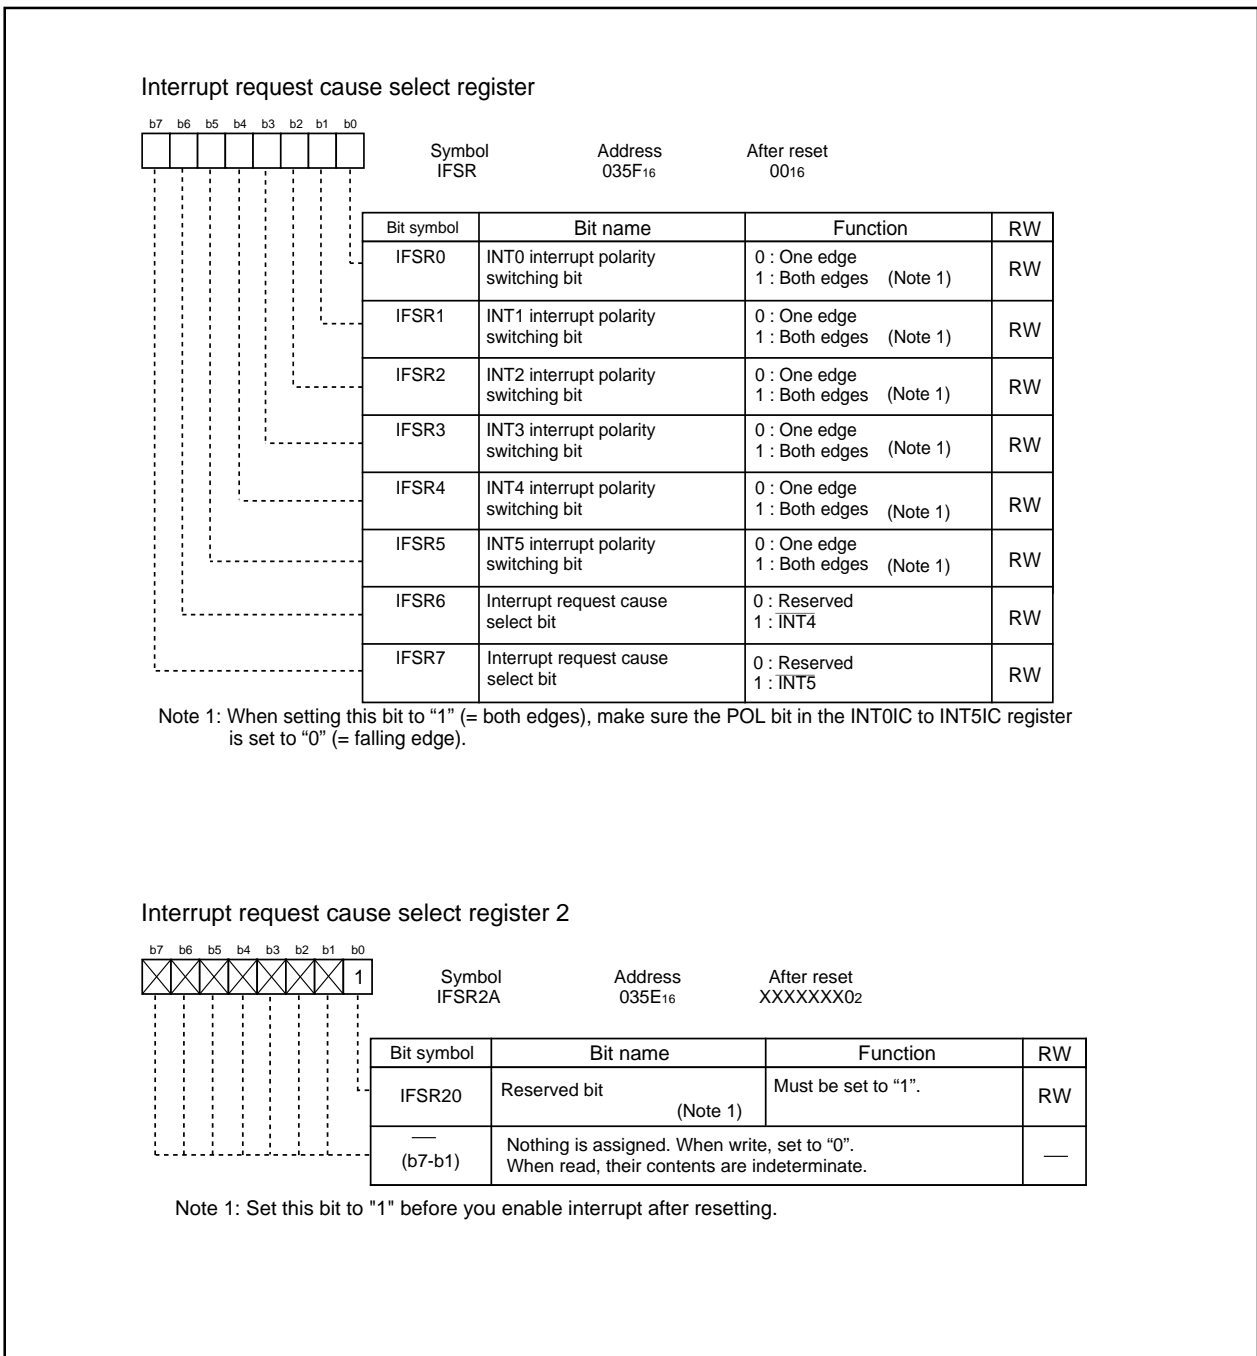 Interrupt request cause select register
b7 b6 b5 b4 b3 b2 b1 b0
Symbol Address After reset
IFSR 035F16 0016
Bit symbol Bit name Function RW
IFSR0 INT0 interrupt polarity 0 : One edge RW
switching bit 1 : Both edges (Note 1)
IFSR1 INT1 interrupt polarity 0 : One edge RW
switching bit 1 : Both edges (Note 1)
IFSR2 INT2 interrupt polarity 0 : One edge RW
switching bit 1 : Both edges (Note 1)
IFSR3 INT3 interrupt polarity 0 : One edge RW
switching bit 1 : Both edges (Note 1)
IFSR4 INT4 interrupt polarity 0 : One edge RW
switching bit 1 : Both edges (Note 1)
IFSR5 INT5 interrupt polarity 0 : One edge RW
switching bit 1 : Both edges (Note 1)
IFSR6 Interrupt request cause 0 : Reserved RW
select bit 1 : INT4
IFSR7 Interrupt request cause 0 : Reserved RW
select bit 1 : INT5
Note 1: When setting this bit to “1” (= both edges), make sure the POL bit in the INT0IC to INT5IC register
is set to “0” (= falling edge).
Interrupt request cause select register 2
b7 b6 b5 b4 b3 b2 b1 b0
1
Symbol Address After reset
IFSR2A 035E16 XXXXXXX02
Bit symbol Bit name Function RW
IFSR20 Reserved bit Must be set to “1”. RW
(Note 1)
— Nothing is assigned. When write, set to “0”. —
(b7-b1) When read, their contents are indeterminate.
Note 1: Set this bit to "1" before you enable interrupt after resetting.